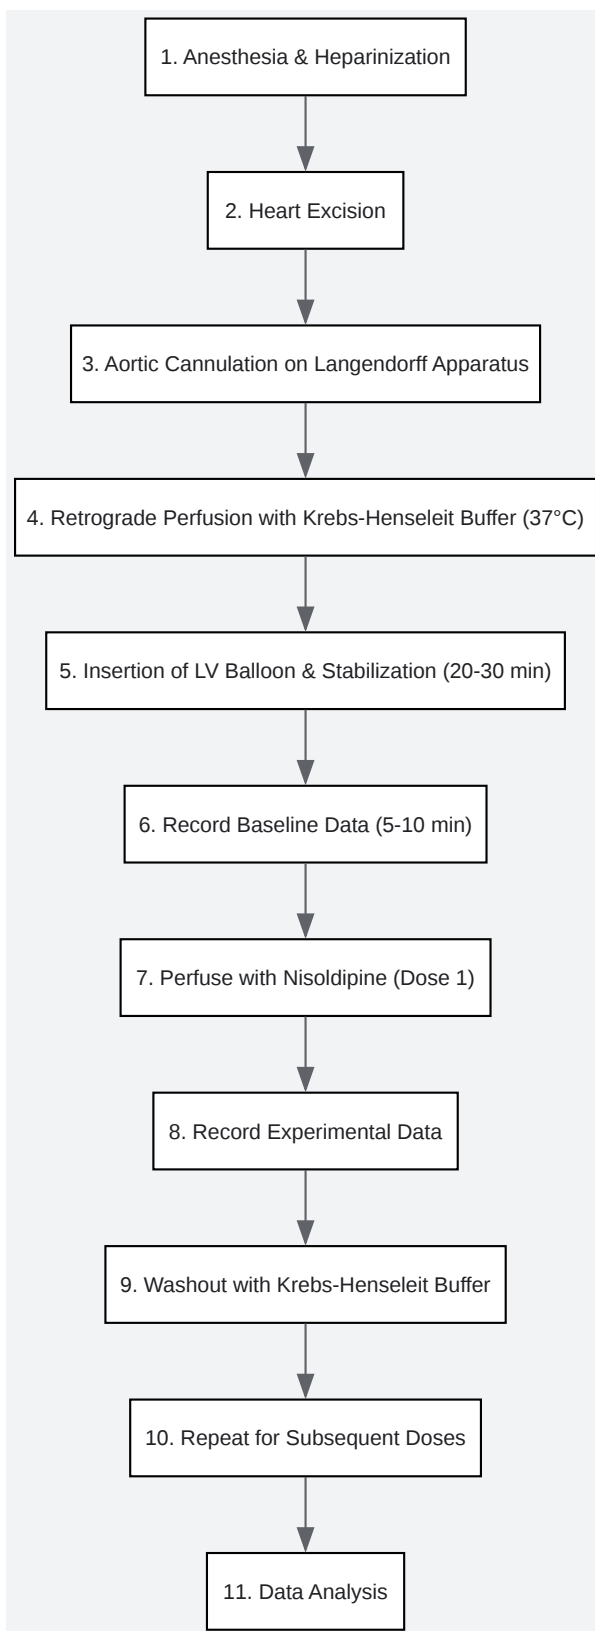 1. Anesthesia & Heparinization
2. Heart Excision
3. Aortic Cannulation on Langendorff Apparatus
4. Retrograde Perfusion with Krebs-Henseleit Buffer (37°C)
5. Insertion of LV Balloon & Stabilization (20-30 min)
6. Record Baseline Data (5-10 min)
7. Perfuse with Nisoldipine (Dose 1)
8. Record Experimental Data
9. Washout with Krebs-Henseleit Buffer
10. Repeat for Subsequent Doses
11. Data Analysis